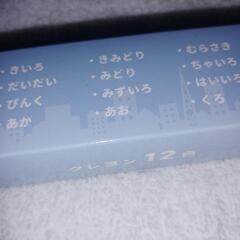 ・きいろ
・だいだい
・ぴんく
・あか
・きみどり
・みどり
・みずいろ
・あお
・むらさき
・ちゃいろ
・はいいろ
・くろ
クレヨン 12色